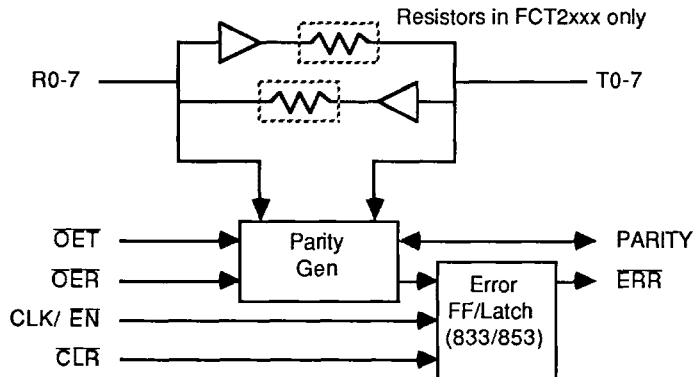 Resistors in FCT2xxx only
R0-7
T0-7
OET
Parity
Gen
PARITY
OER
Error
FF/Latch
(833/853)
ERR
CLK/ EN
CLR